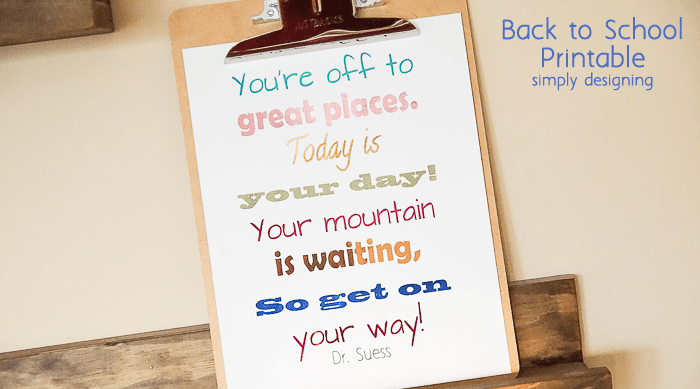 Back to School
Printable
simply designing
You're off to
great places.
Today is
your day!
Your mountain
is waiting,
So get on
your way!
Dr. Suess